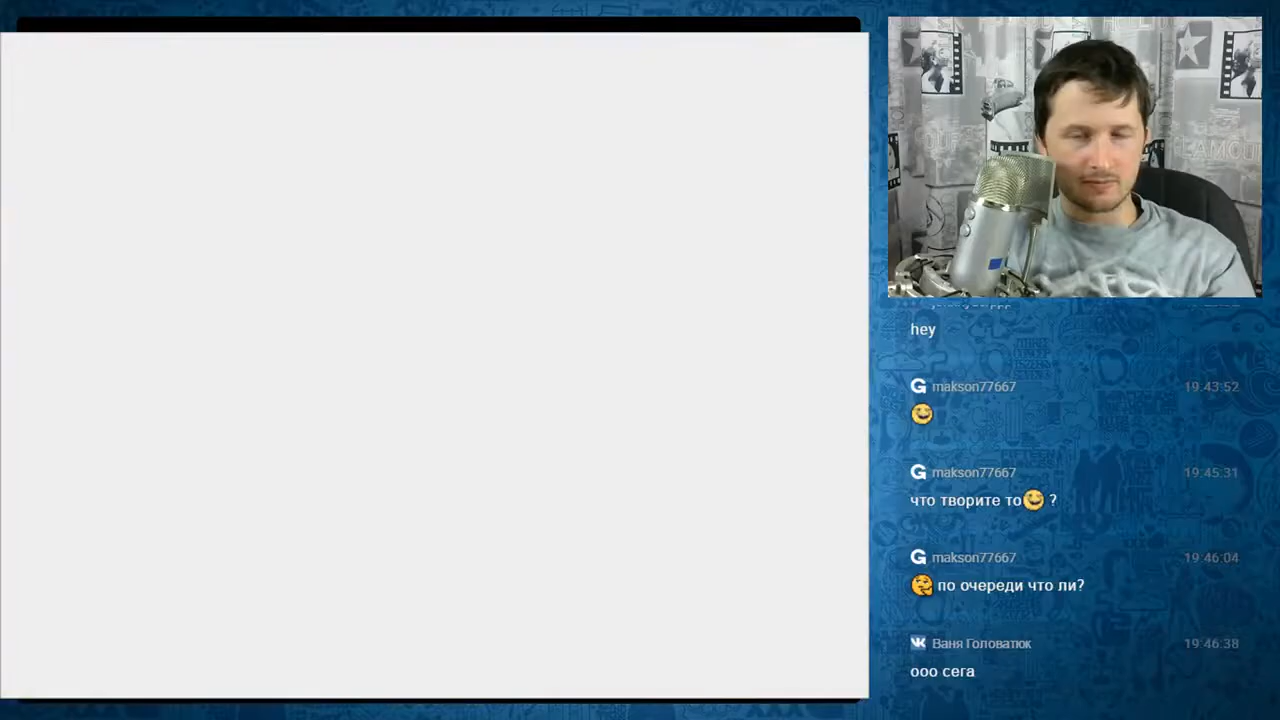 hey
makson77667 19:43:52
makson77667 19:45:31
что творите то ?
makson77667 19:46:04
по очереди что ли?
Ваня Головатюк 19:46:38
ооо сега